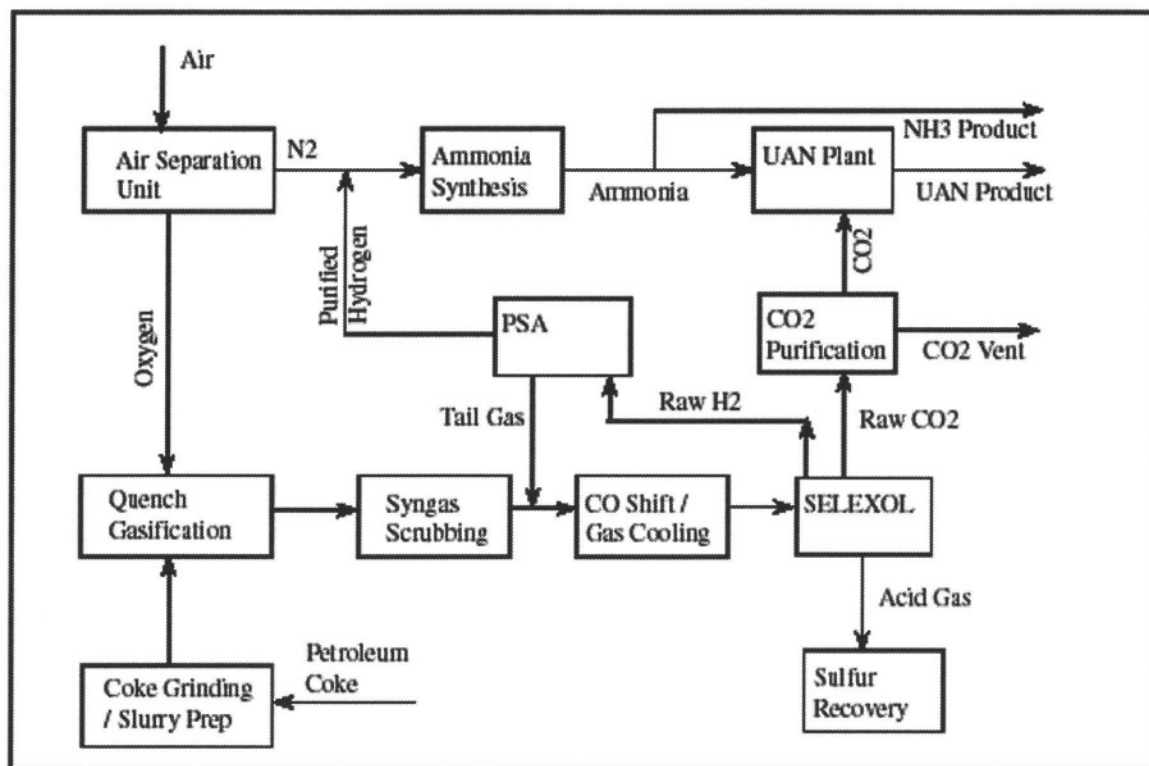 Air
Air Separation
Unit
N2
Ammonia
Synthesis
Ammonia
NH3 Product
UAN Plant
UAN Product
Purified
Hydrogen
CO2
Oxygen
PSA
CO2
Purification
CO2 Vent
Tail Gas
Raw H2
Raw CO2
Quench
Gasification
Syngas
Scrubbing
CO Shift /
Gas Cooling
SELEXOL
Acid Gas
Petroleum
Coke
Coke Grinding
/ Slurry Prep
Sulfur
Recovery